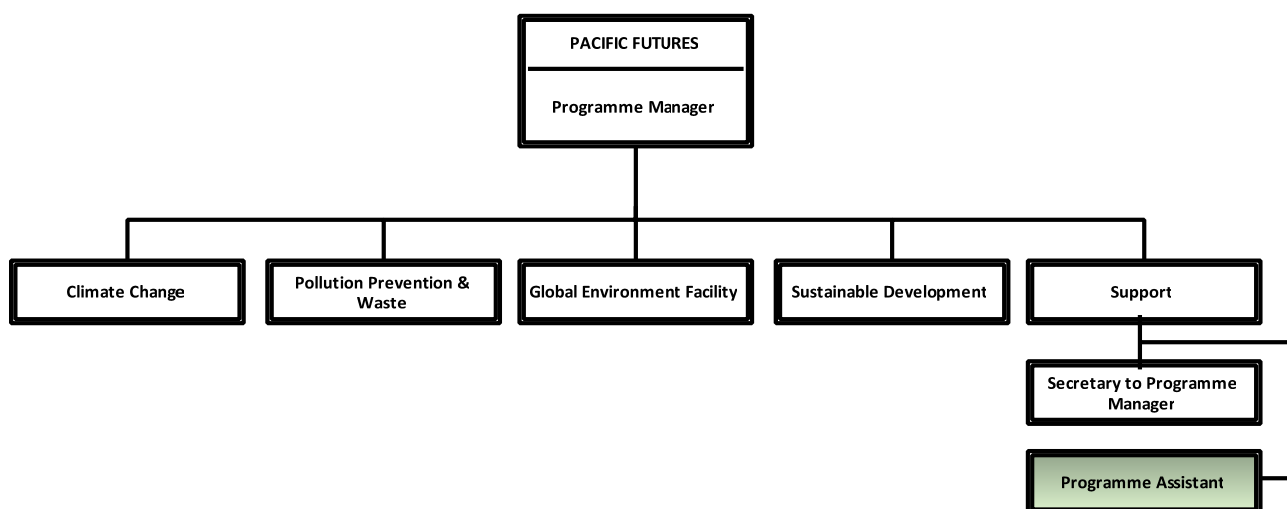 PACIFIC FUTURES
Programme Manager
Climate Change
Pollution Prevention &
Waste
Global Environment Facility
Sustainable Development
Support
Secretary to Programme
Manager
Programme Assistant